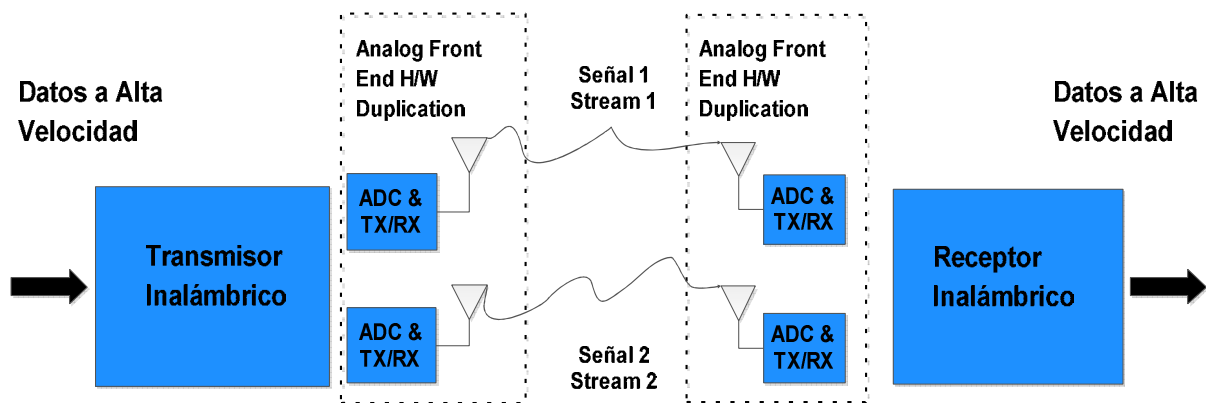 Datos a Alta
Velocidad
Transmisor
Inalámbrico
Analog Front
End H/W
Duplication
ADC &
TX/RX
ADC &
TX/RX
Señal 1
Stream 1
Señal 2
Stream 2
Analog Front
End H/W
Duplication
ADC &
TX/RX
ADC &
TX/RX
Datos a Alta
Velocidad
Receptor
Inalámbrico